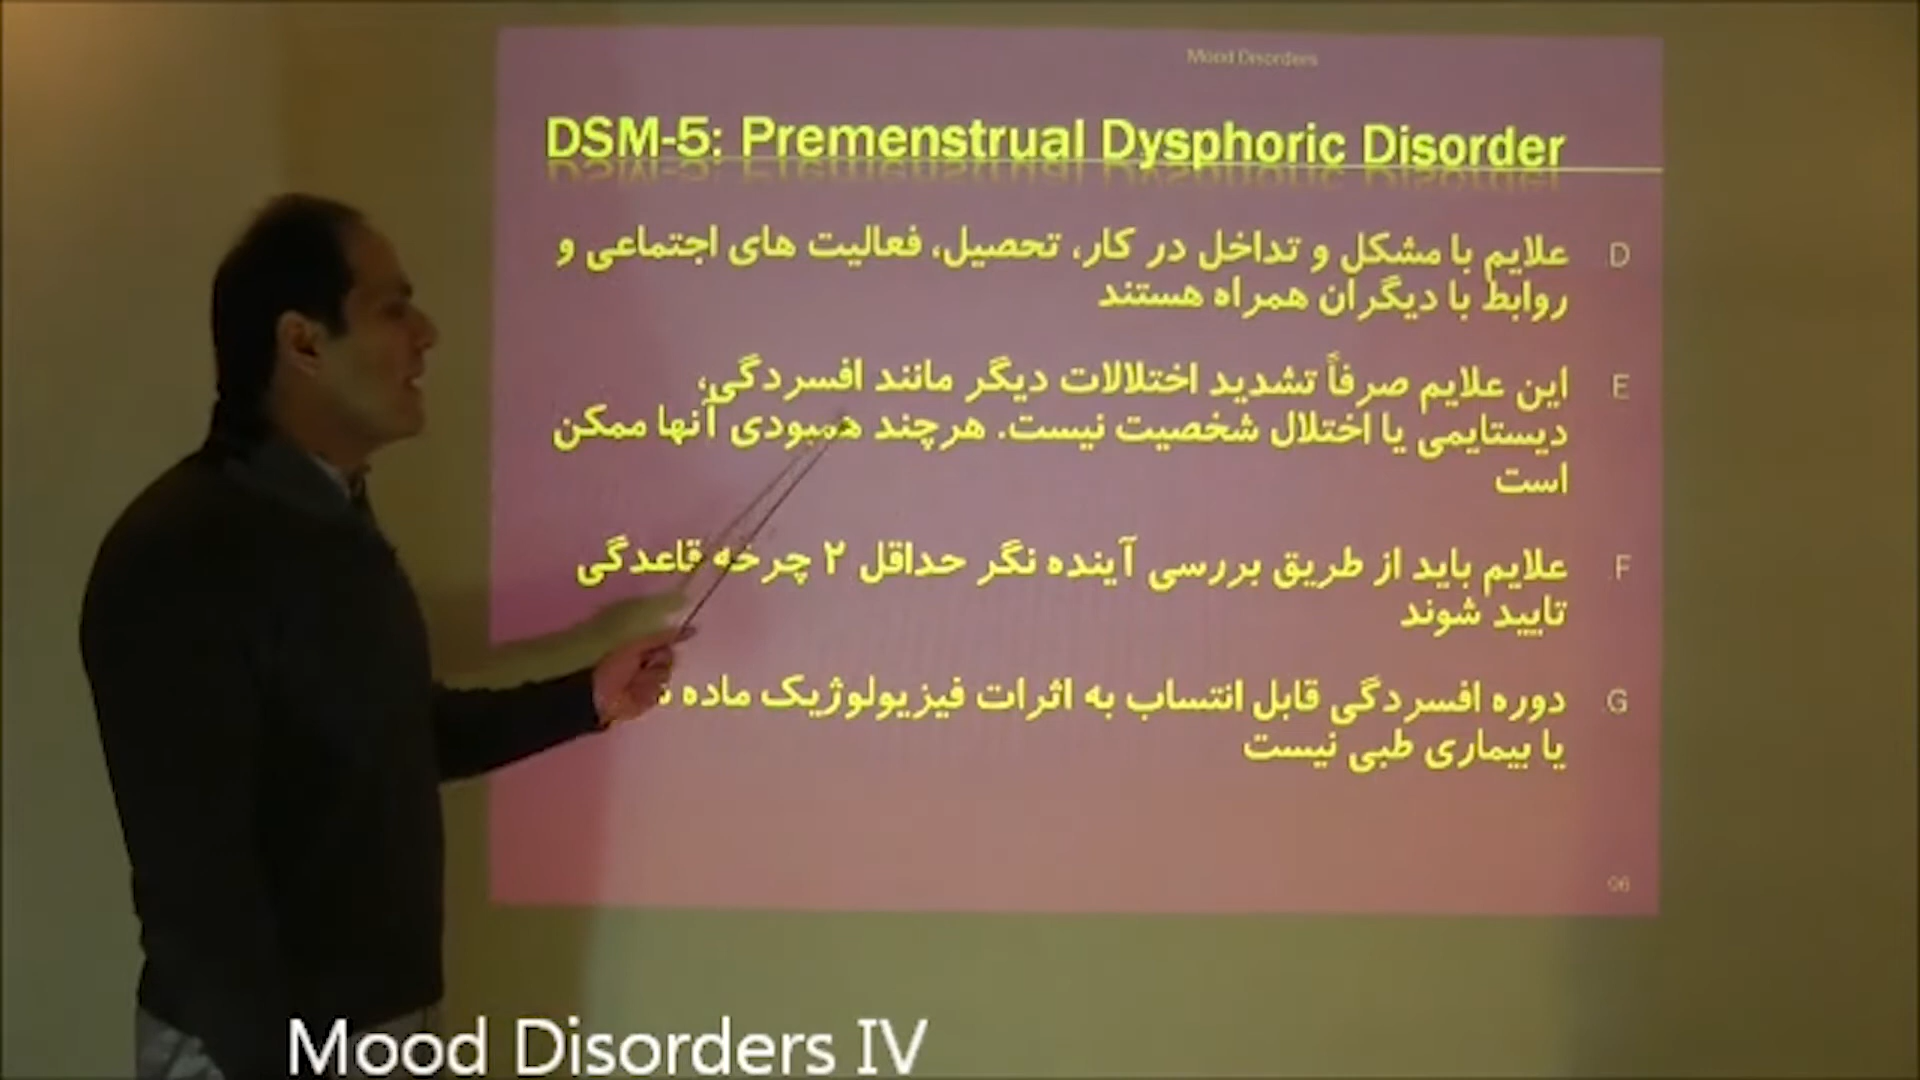 Mood Disorders
DSM-5: Premenstrual Dysphoric Disorder
D علایم با مشکل و تداخل در کار، تحصیل، فعالیت های اجتماعی و
روابط با دیگران همراه هستند
E این علایم صرفاً تشدید اختلالات دیگر مانند افسردگی،
دیستایمی یا اختلال شخصیت نیست. هرچند همبودی آنها ممکن
است
F. علایم باید از طریق بررسی آینده نگر حداقل ۲ چرخه قاعدگی
تایید شوند
G. دوره افسردگی قابل انتساب به اثرات فیزیولوژیک ماده
یا بیماری طبی نیست
Mood Disorders IV